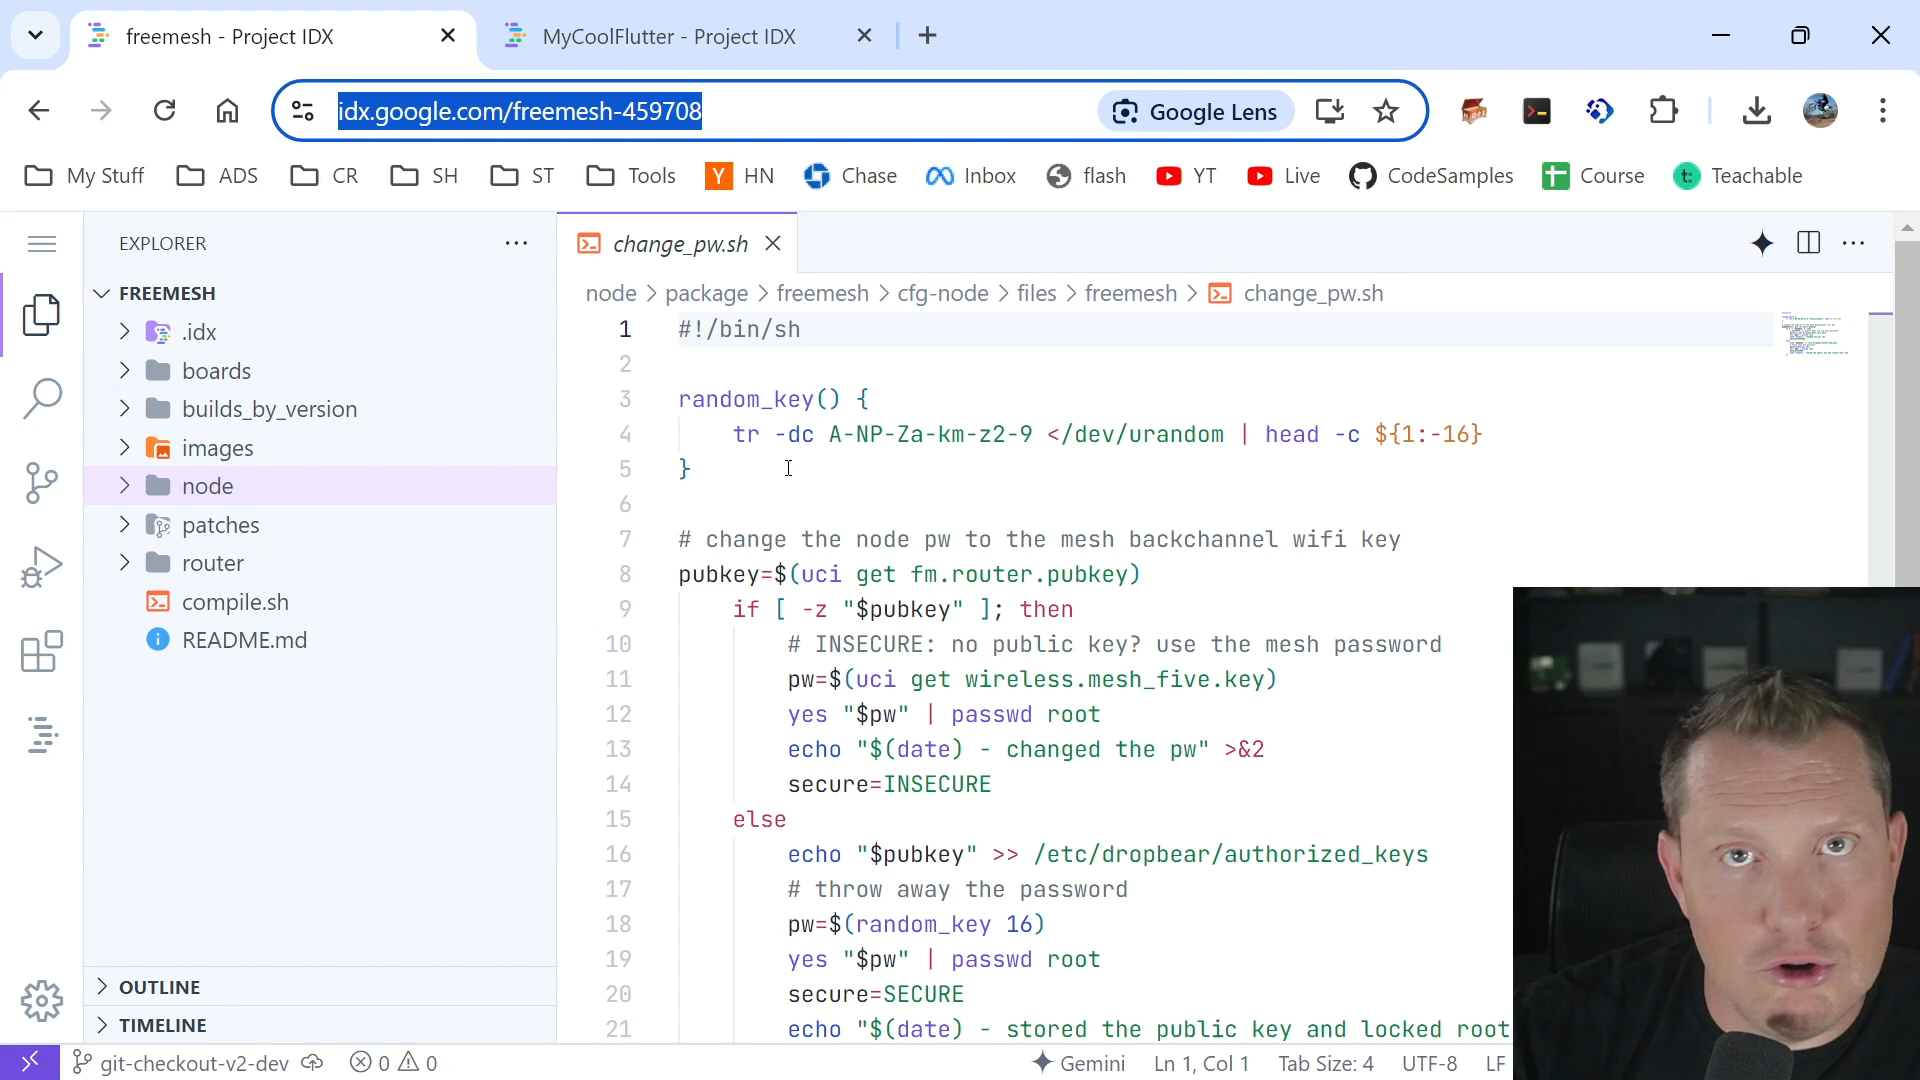 freemesh - Project IDX
MyCoolFlutter - Project IDX
idx.google.com/freemesh-459708
Google Lens
My Stuff
ADS
CR
SH
ST
Tools
HN
Chase
Inbox
flash
YT
Live
CodeSamples
Course
Teachable
EXPLORER
FREEMESH
.idx
boards
builds_by_version
images
node
patches
router
compile.sh
README.md
OUTLINE
TIMELINE
change_pw.sh
node > package > freemesh > cfg-node > files > freemesh > change_pw.sh
1 #!/bin/sh
2
3 random_key() {
4 tr -dc A-NP-Za-km-z2-9 </dev/urandom | head -c ${1:-16}
5 }
6
7 # change the node pw to the mesh backchannel wifi key
8 pubkey=$(uci get fm.router.pubkey)
9 if [ -z "$pubkey" ]; then
10 # INSECURE: no public key? use the mesh password
11 pw=$(uci get wireless.mesh_five.key)
12 yes "$pw" | passwd root
13 echo "$(date) - changed the pw" >&2
14 secure=INSECURE
15 else
16 echo "$pubkey" >> /etc/dropbear/authorized_keys
17 # throw away the password
18 pw=$(random_key 16)
19 yes "$pw" | passwd root
20 secure=SECURE
21 echo "$(date) - stored the public key and locked root
git-checkout-v2-dev
0
0
Gemini
Ln 1, Col 1
Tab Size: 4
UTF-8
LF